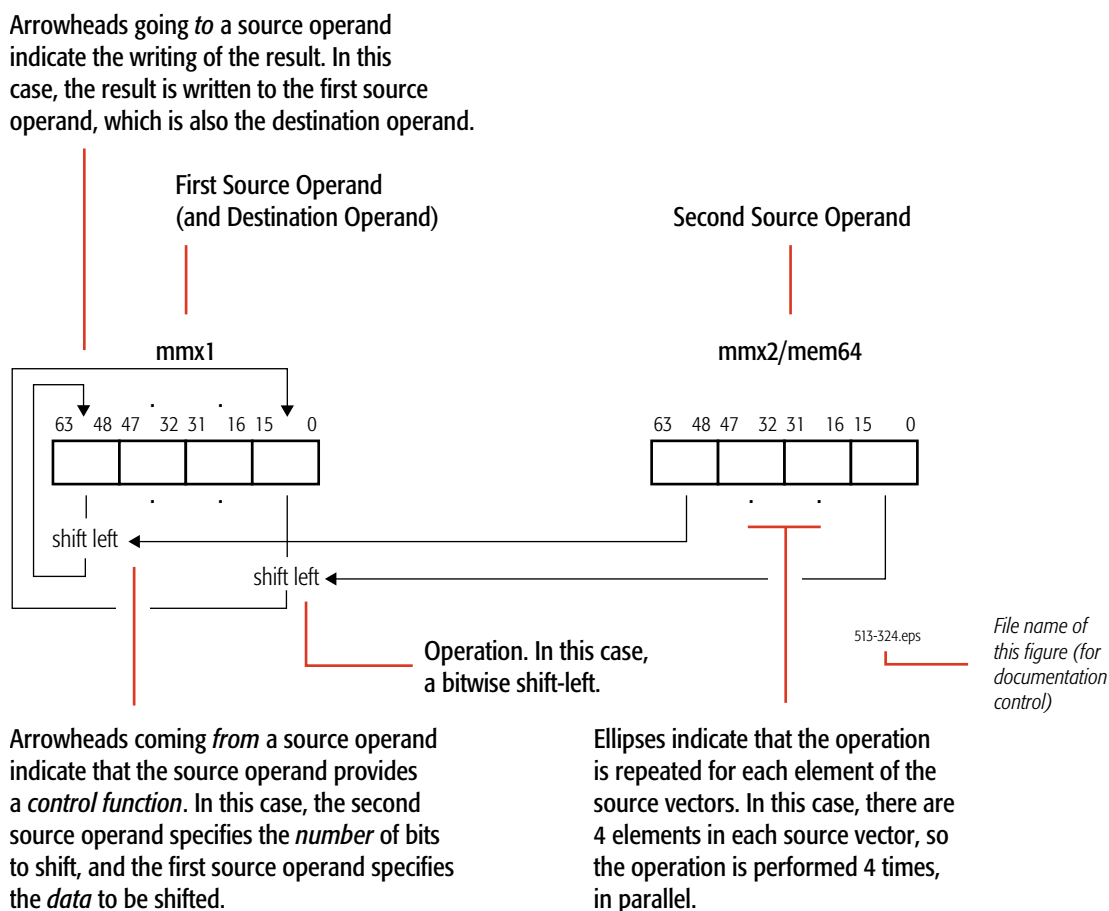 Arrowheads going to a source operand
indicate the writing of the result. In this
case, the result is written to the first source
operand, which is also the destination operand.
First Source Operand
(and Destination Operand)
Second Source Operand
mmx1
mmx2/mem64
. .
63 48 47 32 31 16 15 0
63 48 47 32 31 16 15 0
. .
. .
shift left
shift left
Operation. In this case,
a bitwise shift-left.
513-324.eps
File name of
this figure (for
documentation
control)
Arrowheads coming from a source operand
indicate that the source operand provides
a control function. In this case, the second
source operand specifies the number of bits
to shift, and the first source operand specifies
the data to be shifted.
Ellipses indicate that the operation
is repeated for each element of the
source vectors. In this case, there are
4 elements in each source vector, so
the operation is performed 4 times,
in parallel.